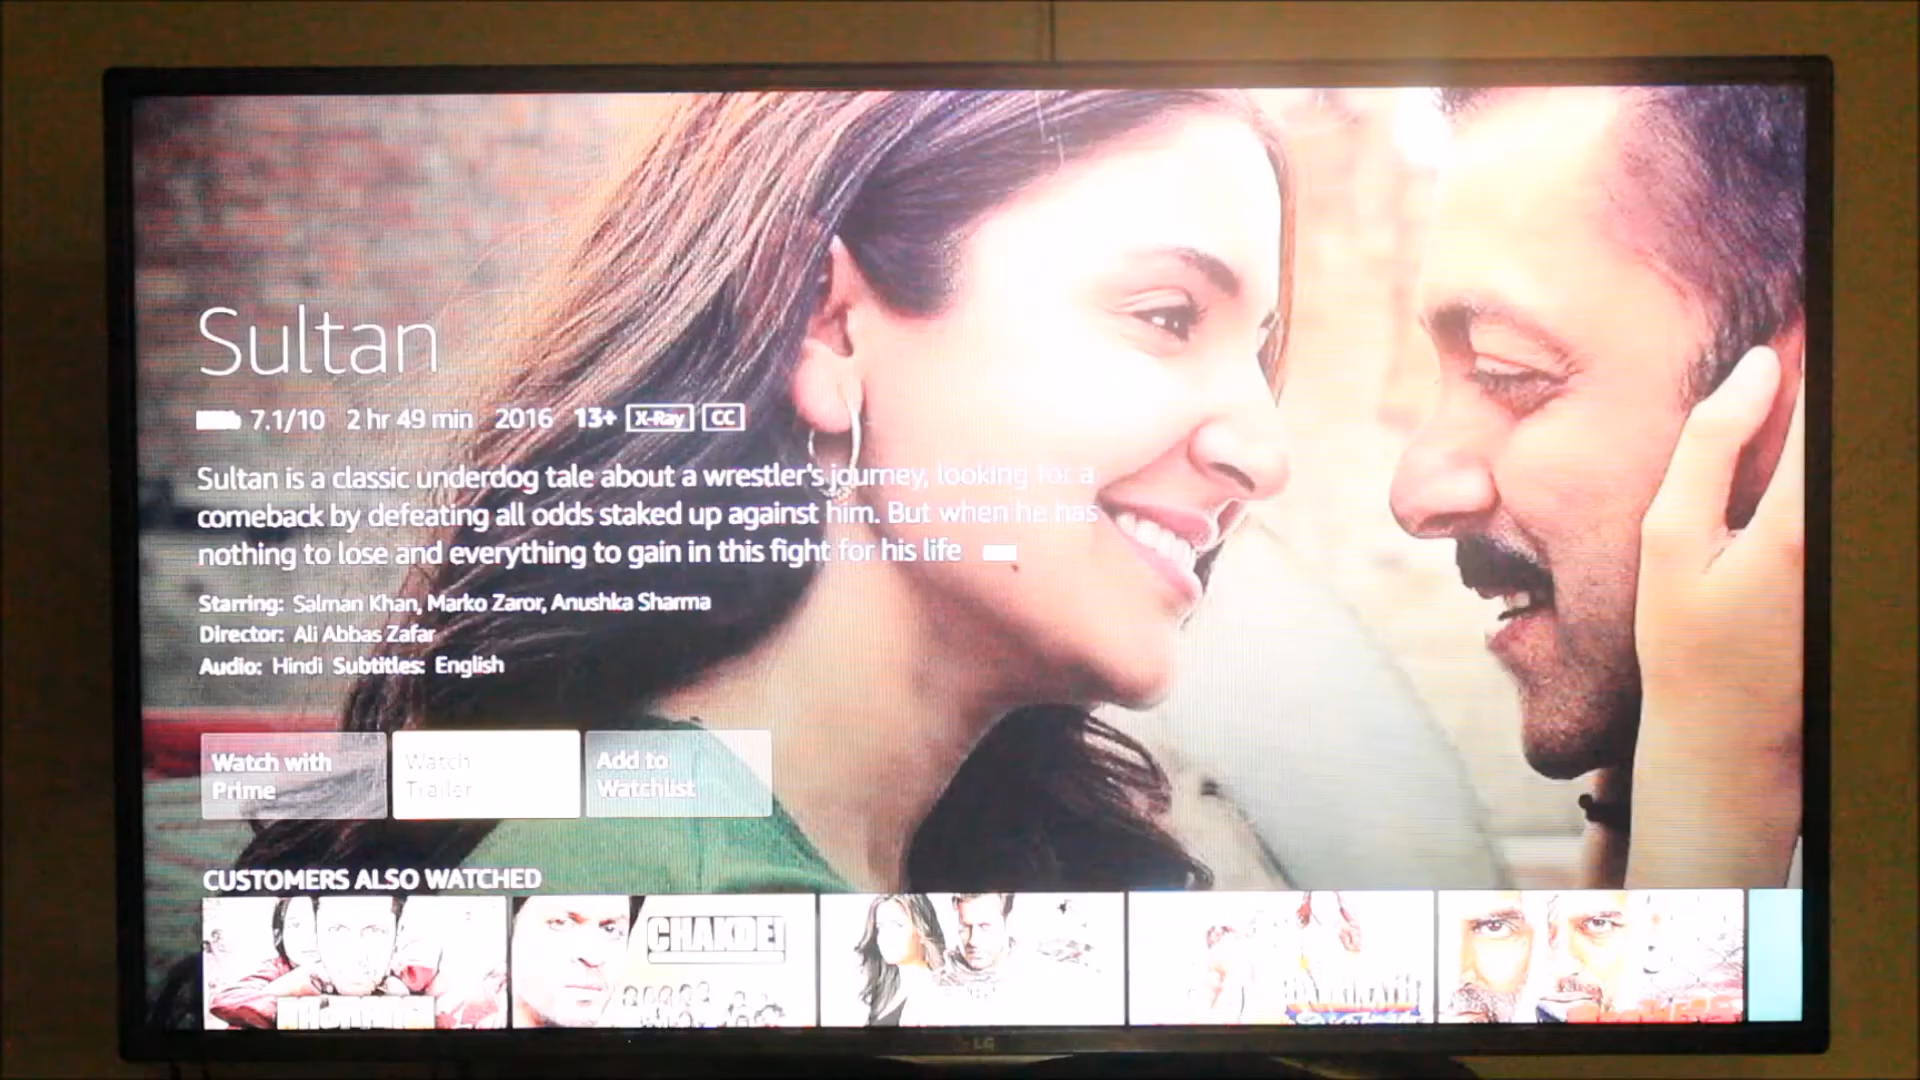 Sultan
7.1/10 2 hr 49 min 2016 13+ X-Ray CC
Sultan is a classic underdog tale about a wrestler's journey, looking for a
comeback by defeating all odds staked up against him. But when he has
nothing to lose and everything to gain in this fight for his life
Starring: Salman Khan, Marko Zaror, Anushka Sharma
Director: Ali Abbas Zafar
Audio: Hindi Subtitles: English
Watch with
Prime
Watch
Trailer
Add to
Watchlist
CUSTOMERS ALSO WATCHED
CHAK DE!
LG